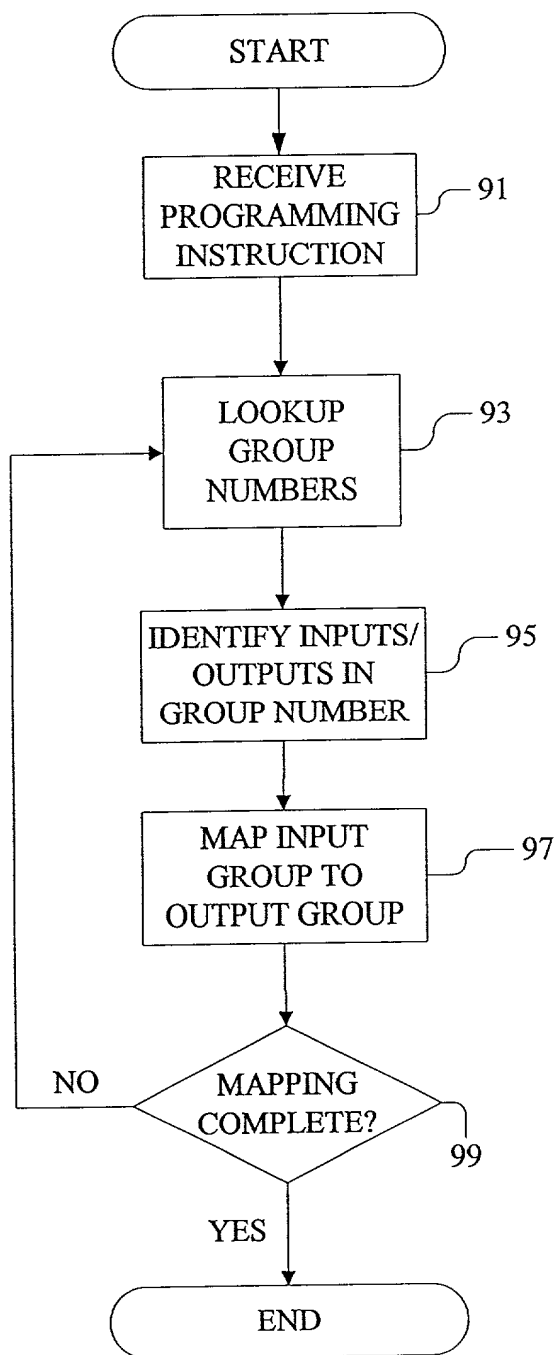 START
RECEIVE
PROGRAMMING
INSTRUCTION
91
LOOKUP
GROUP
NUMBERS
93
IDENTIFY INPUTS/
OUTPUTS IN
GROUP NUMBER
95
MAP INPUT
GROUP TO
OUTPUT GROUP
97
MAPPING
COMPLETE?
99
NO
YES
END